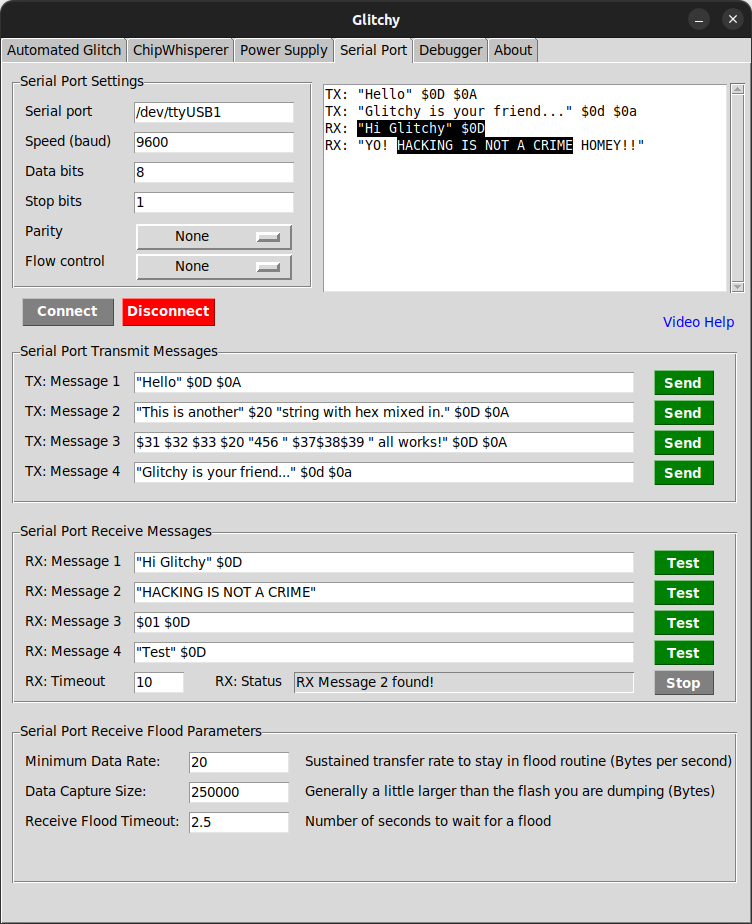 Glitchy
Automated Glitch ChipWhisperer Power Supply Serial Port Debugger About
Serial Port Settings
Serial port /dev/ttyUSB1
Speed (baud) 9600
Data bits 8
Stop bits 1
Parity None
Flow control None
Connect Disconnect
TX: "Hello" $0D $0A
TX: "Glitchy is your friend..." $0d $0a
RX: "Hi Glitchy" $0D
RX: "YO! HACKING IS NOT A CRIME HOMEY!!"
Video Help
Serial Port Transmit Messages
TX: Message 1 "Hello" $0D $0A Send
TX: Message 2 "This is another" $20 "string with hex mixed in." $0D $0A Send
TX: Message 3 $31 $32 $33 $20 "456 " $37$38$39 " all works!" $0D $0A Send
TX: Message 4 "Glitchy is your friend..." $0d $0a Send
Serial Port Receive Messages
RX: Message 1 "Hi Glitchy" $0D Test
RX: Message 2 "HACKING IS NOT A CRIME" Test
RX: Message 3 $01 $0D Test
RX: Message 4 "Test" $0D Test
RX: Timeout 10 RX: Status RX Message 2 found! Stop
Serial Port Receive Flood Parameters
Minimum Data Rate: 20 Sustained transfer rate to stay in flood routine (Bytes per second)
Data Capture Size: 250000 Generally a little larger than the flash you are dumping (Bytes)
Receive Flood Timeout: 2.5 Number of seconds to wait for a flood